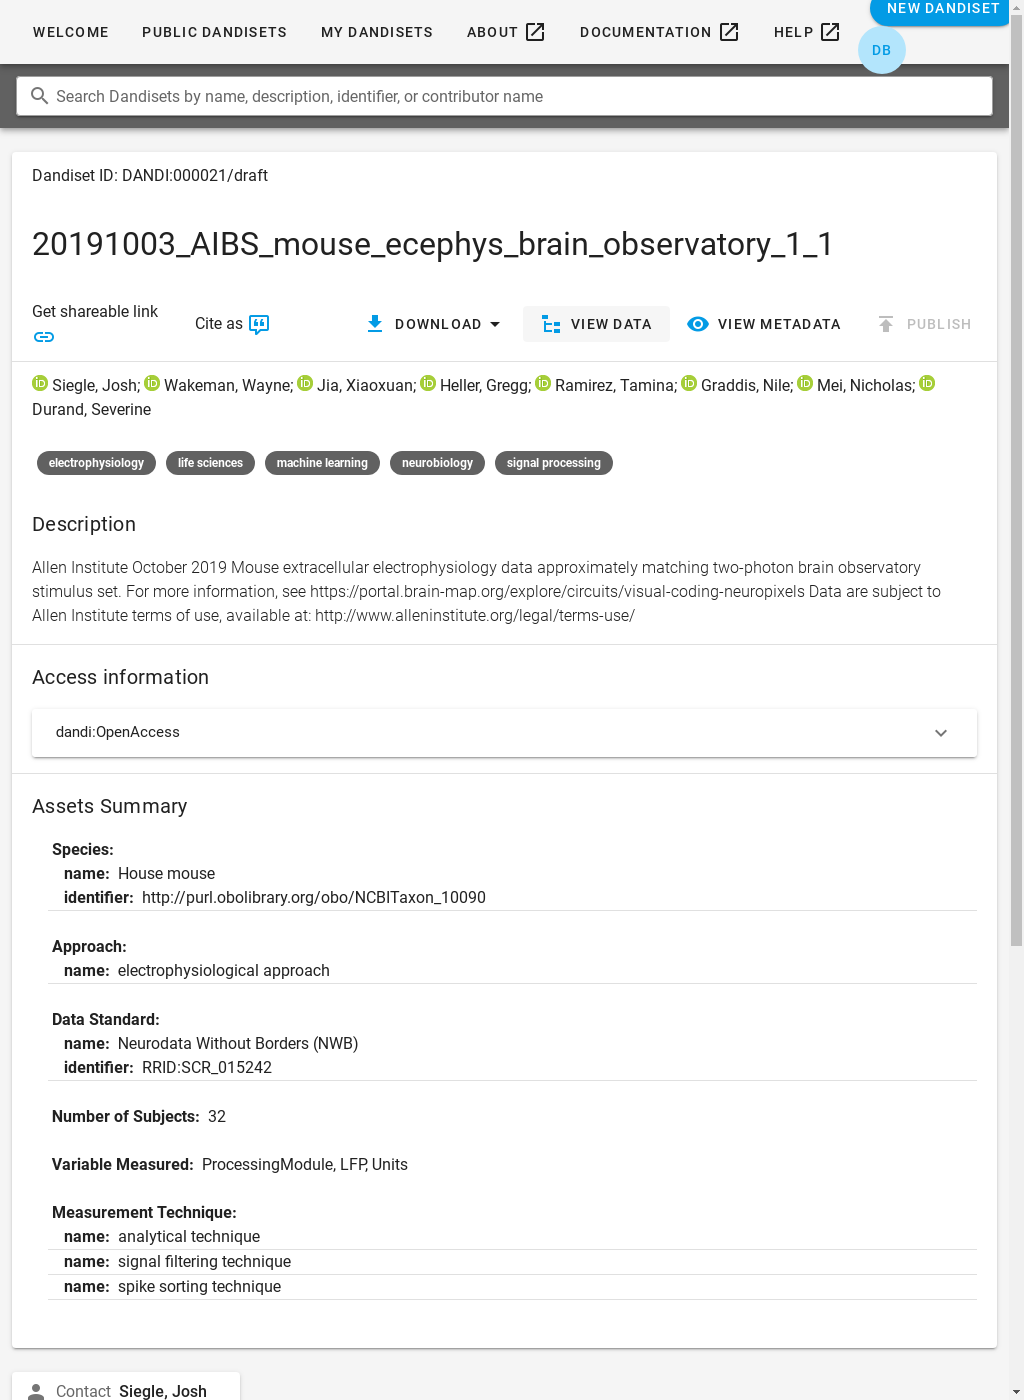 WELCOME PUBLIC DANDISETS MY DANDISETS ABOUT DOCUMENTATION HELP NEW DANDISET
DB
Search Dandisets by name, description, identifier, or contributor name
Dandiset ID: DANDI:000021/draft
20191003_AIBS_mouse_ecephys_brain_observatory_1_1
Get shareable link
Cite as DOWNLOAD VIEW DATA VIEW METADATA PUBLISH
Siegle, Josh; Wakeman, Wayne; Jia, Xiaoxuan; Heller, Gregg; Ramirez, Tamina; Graddis, Nile; Mei, Nicholas;
Durand, Severine
electrophysiology life sciences machine learning neurobiology signal processing
Description
Allen Institute October 2019 Mouse extracellular electrophysiology data approximately matching two-photon brain observatory
stimulus set. For more information, see https://portal.brain-map.org/explore/circuits/visual-coding-neuropixels Data are subject to
Allen Institute terms of use, available at: http://www.alleninstitute.org/legal/terms-use/
Access information
dandi:OpenAccess
Assets Summary
Species:
name: House mouse
identifier: http://purl.obolibrary.org/obo/NCBITaxon_10090
Approach:
name: electrophysiological approach
Data Standard:
name: Neurodata Without Borders (NWB)
identifier: RRID:SCR_015242
Number of Subjects: 32
Variable Measured: ProcessingModule, LFP, Units
Measurement Technique:
name: analytical technique
name: signal filtering technique
name: spike sorting technique
Contact Siegle, Josh